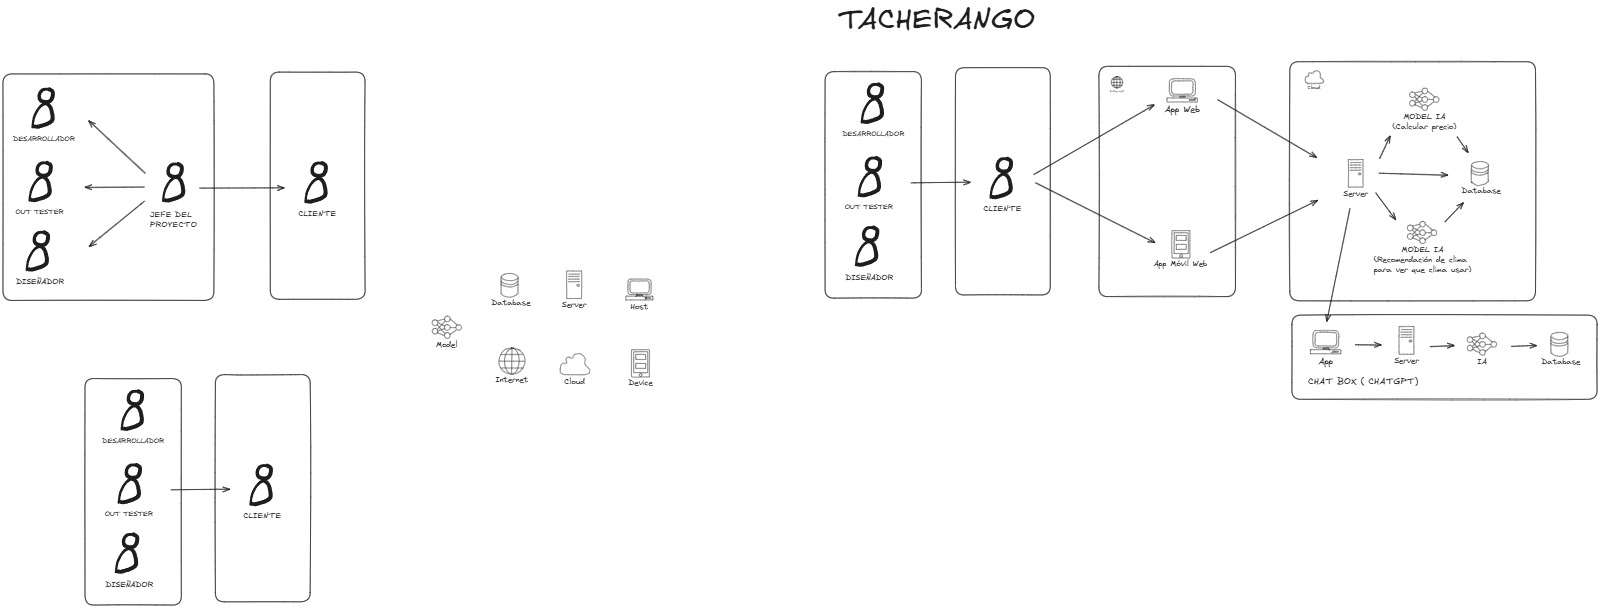 TACHERANGO
DESARROLLADOR
OUT TESTER
DISEÑADOR
JEFE DEL
PROYECTO
CLIENTE
Database
Server
Host
Model
Internet
Cloud
Device
DESARROLLADOR
OUT TESTER
DISEÑADOR
CLIENTE
DESARROLLADOR
OUT TESTER
DISEÑADOR
CLIENTE
App Web
App Móvil Web
Cloud
Server
MODEL IA
(Calcular precio)
Database
MODEL IA
(Recomendación de clima
para ver que clima usar)
App
Server
IA
Database
CHAT BOX ( CHATGPT)